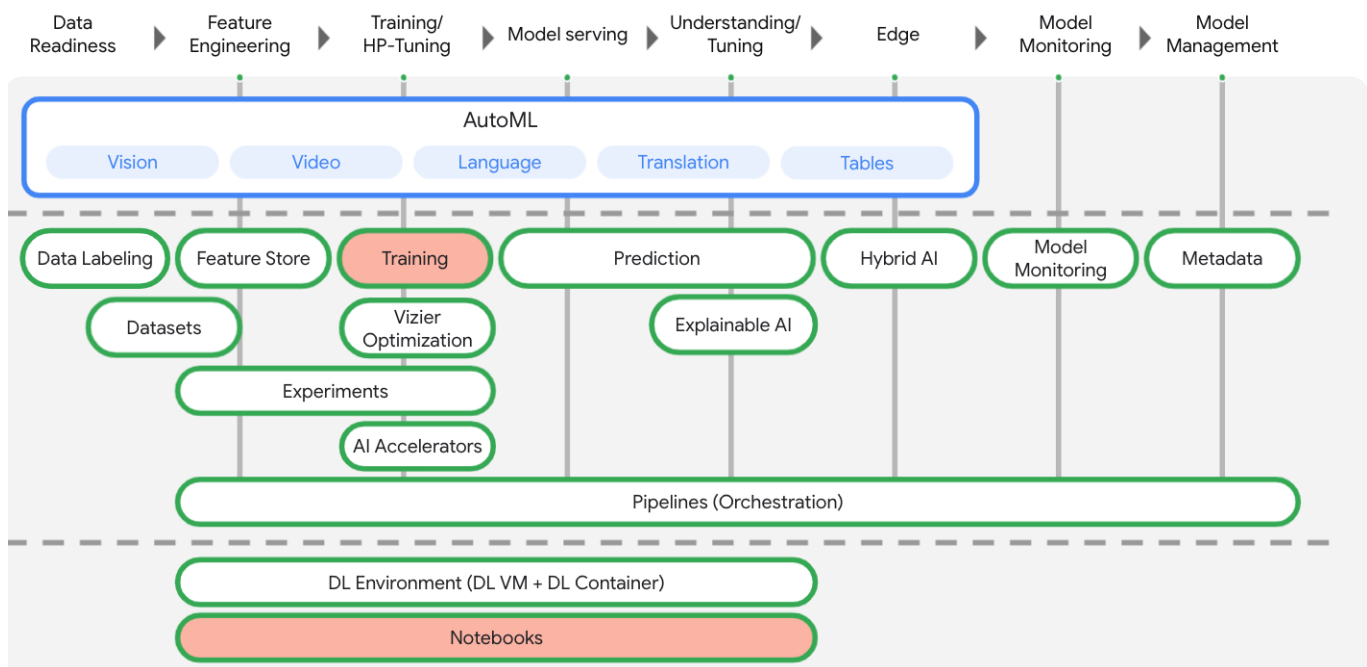 Data
Readiness
Feature
Engineering
Training/
HP-Tuning
Model serving
Understanding/
Tuning
Edge
Model
Monitoring
Model
Management
AutoML
Vision
Video
Language
Translation
Tables
Data Labeling
Feature Store
Training
Prediction
Hybrid AI
Model
Monitoring
Metadata
Datasets
Vizier
Optimization
Explainable AI
Experiments
AI Accelerators
Pipelines (Orchestration)
DL Environment (DL VM + DL Container)
Notebooks